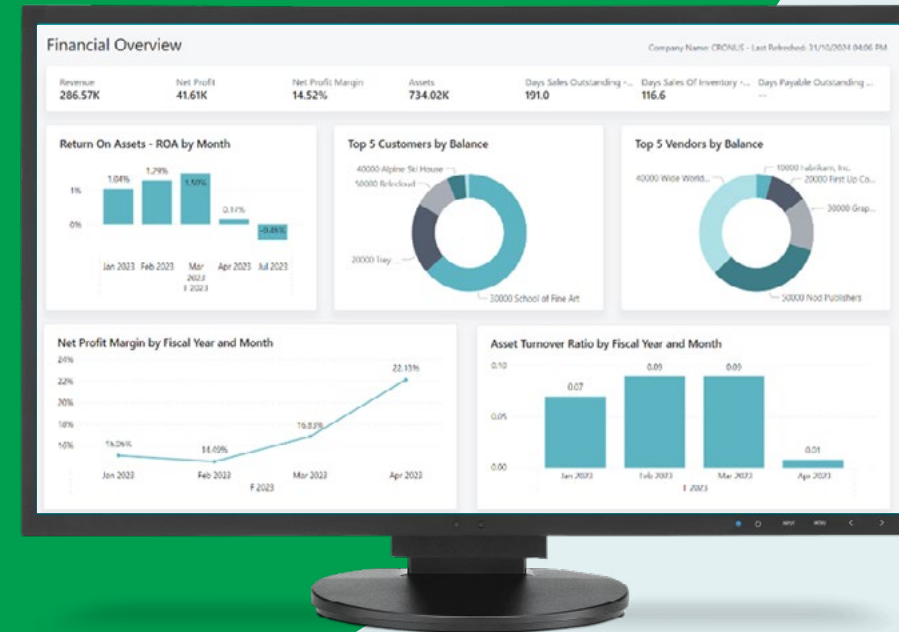 Financial Overview
Company Name: CRONUS - Last Refreshed: 31/10/2024 04:06 PM
Revenue
286.57K
Net Profit
41.61K
Net Profit Margin
14.52%
Assets
734.02K
Days Sales Outstanding -...
191.0
Days Sales Of Inventory -...
116.6
Days Payable Outstanding ...
--
Return On Assets - ROA by Month
1%
0%
1.04%
1.29%
1.50%
0.17%
Jan 2023
Feb 2023
Mar
2023
Apr 2023
Jul 2023
F 2023
Top 5 Customers by Balance
40000 Alpine Ski House
50000 Relecloud
20000 Trey ...
30000 School of Fine Art
Top 5 Vendors by Balance
10000 Fabrikam, Inc.
20000 First Up Co...
40000 Wide World...
30000 Grap...
50000 Nod Publishers
Net Profit Margin by Fiscal Year and Month
24%
22%
20%
18%
16%
14.49%
16.83%
22.13%
Jan 2023
Feb 2023
Mar 2023
Apr 2023
F 2023
Asset Turnover Ratio by Fiscal Year and Month
0.10
0.05
0.00
0.07
0.09
0.09
0.01
Jan 2023
Feb 2023
Mar 2023
Apr 2023
F 2023
INPUT
MENU